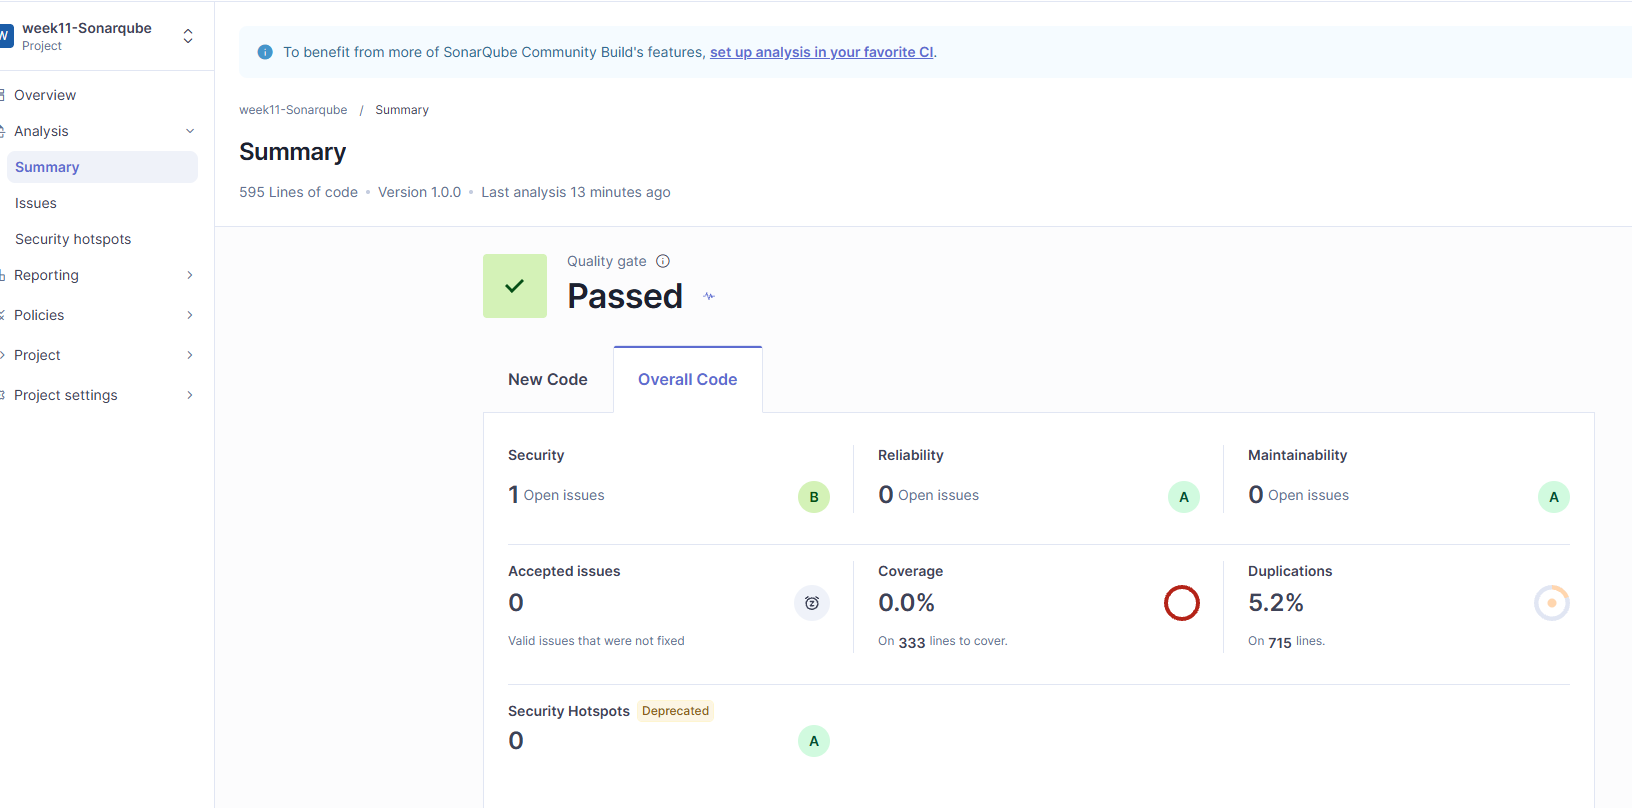 W
week11-Sonarqube
Project
Overview
Analysis
Summary
Issues
Security hotspots
Reporting
Policies
Project
Project settings
To benefit from more of SonarQube Community Build's features, set up analysis in your favorite CI.
week11-Sonarqube / Summary
Summary
595 Lines of code • Version 1.0.0 • Last analysis 13 minutes ago
Quality gate
Passed
New Code
Overall Code
Security
1 Open issues
B
Reliability
0 Open issues
A
Maintainability
0 Open issues
A
Accepted issues
0
Valid issues that were not fixed
Coverage
0.0%
On 333 lines to cover.
Duplications
5.2%
On 715 lines.
Security Hotspots Deprecated
0
A